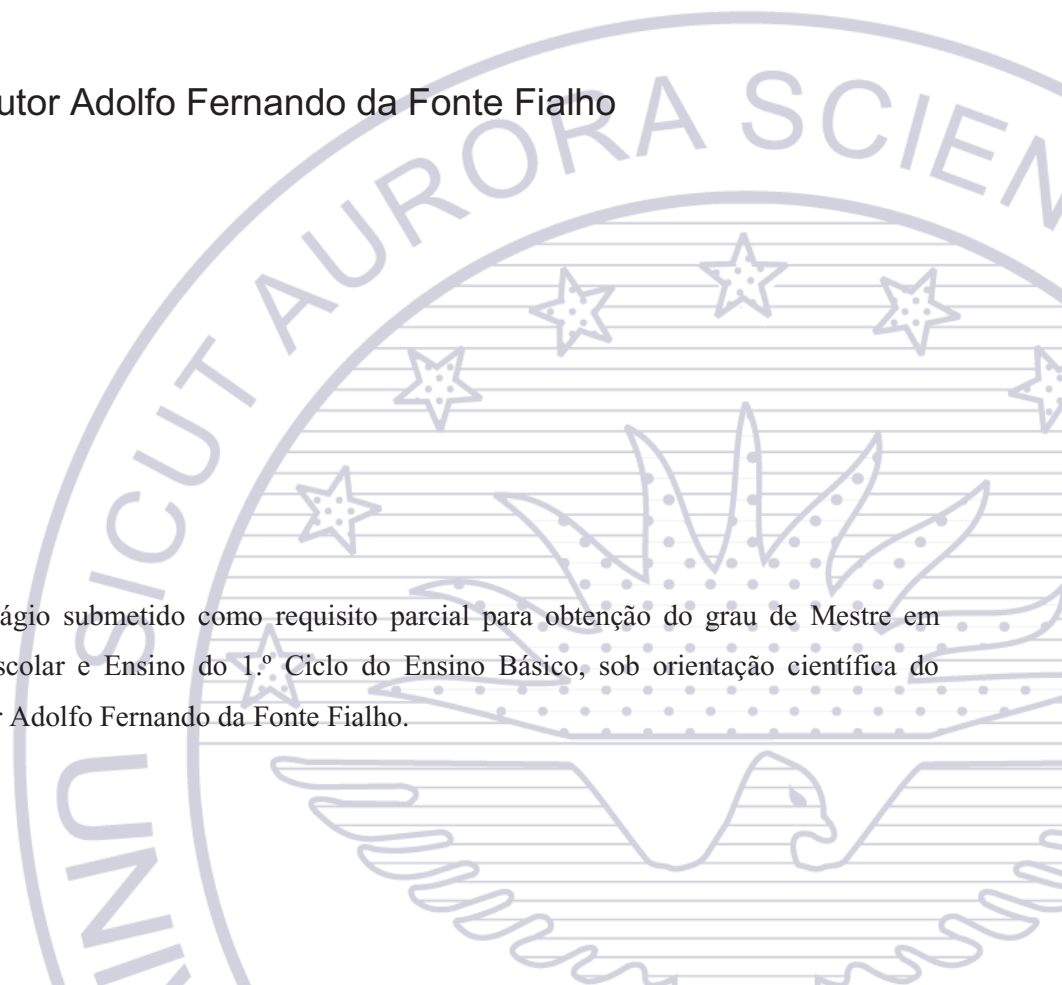 utor Adolfo Fernando da Fonte Fialho
SICUT AURORA SCIEN
ágio submetido como requisito parcial para obtenção do grau de Mestre em
scolar e Ensino do 1.º Ciclo do Ensino Básico, sob orientação científica do
r Adolfo Fernando da Fonte Fialho.
UNI